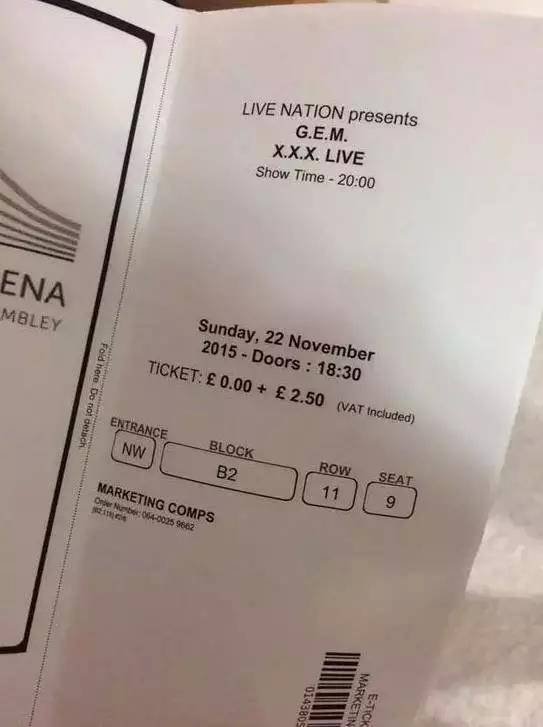 ENA
MBLEY
Fold here. Do not detach.
LIVE NATION presents
G.E.M.
X.X.X. LIVE
Show Time - 20:00
Sunday, 22 November
2015 - Doors : 18:30
TICKET: £ 0.00 + £ 2.50 (VAT Included)
ENTRANCE BLOCK ROW SEAT
NW B2 11 9
MARKETING COMPS
Order Number: 064-0025 9662
E-TICK
MARKETIN